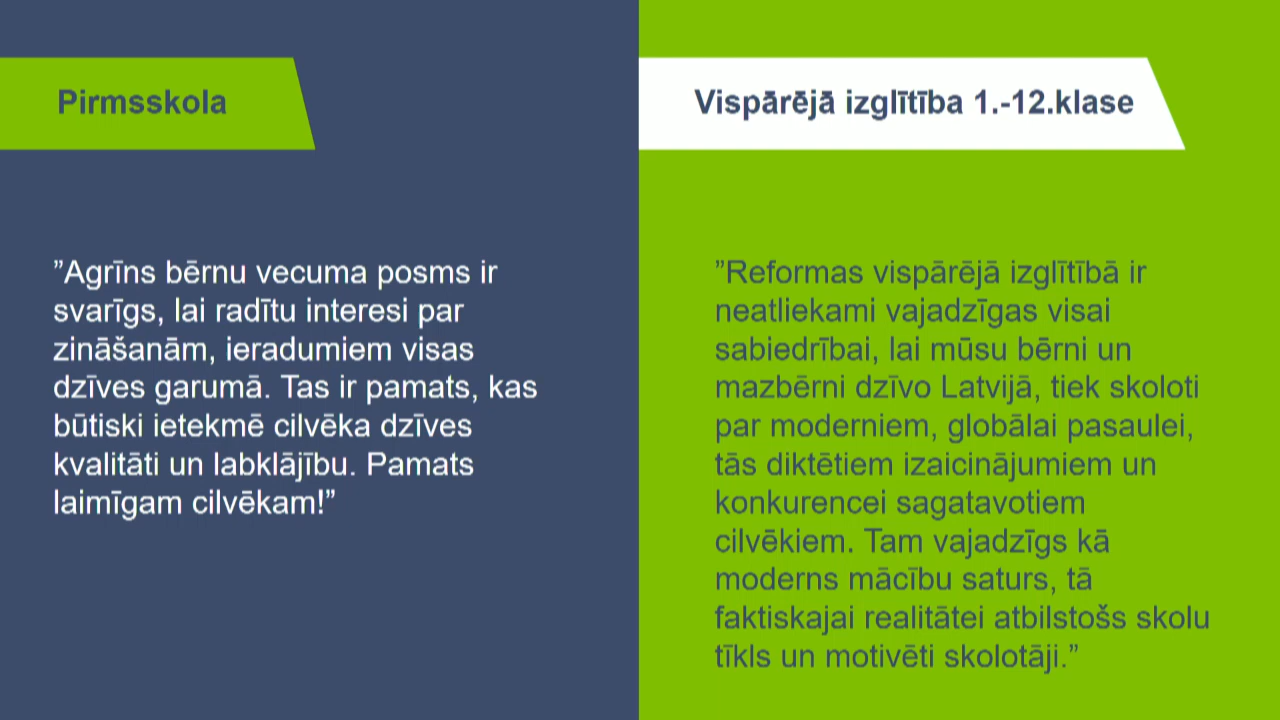 Pirmsskola
”Agrīns bērnu vecuma posms ir
svarīgs, lai radītu interesi par
zināšanām, ieradumiem visas
dzīves garumā. Tas ir pamats, kas
būtiski ietekmē cilvēka dzīves
kvalitāti un labklājību. Pamats
laimīgam cilvēkam!”
Vispārējā izglītība 1.-12.klase
”Reformas vispārējā izglītībā ir
neatliekami vajadzīgas visai
sabiedrībai, lai mūsu bērni un
mazbērni dzīvo Latvijā, tiek skoloti
par moderniem, globālai pasaulei,
tās diktētiem izaicinājumiem un
konkurencei sagatavotiem
cilvēkiem. Tam vajadzīgs kā
moderns mācību saturs, tā
faktiskajai realitātei atbilstošs skolu
tīkls un motivēti skolotāji.”